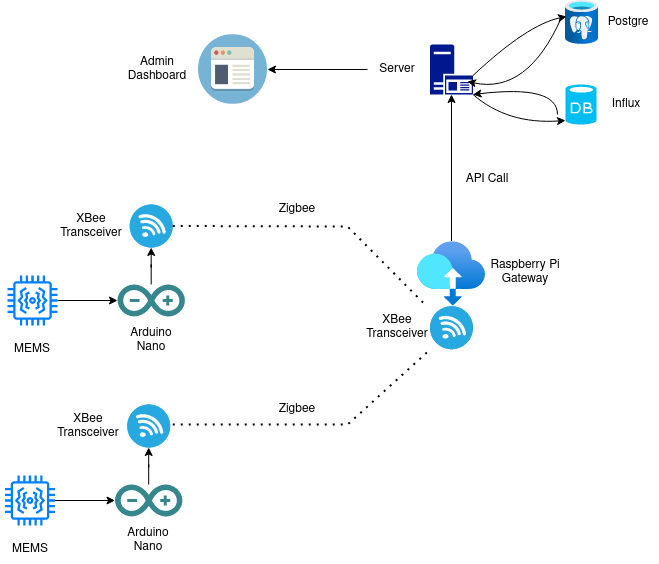 Postgre
Admin
Dashboard
Server
DB
Influx
API Call
XBee
Transceiver
Zigbee
Raspberry Pi
Gateway
MEMS
Arduino
Nano
XBee
Transceiver
XBee
Transceiver
Zigbee
MEMS
Arduino
Nano